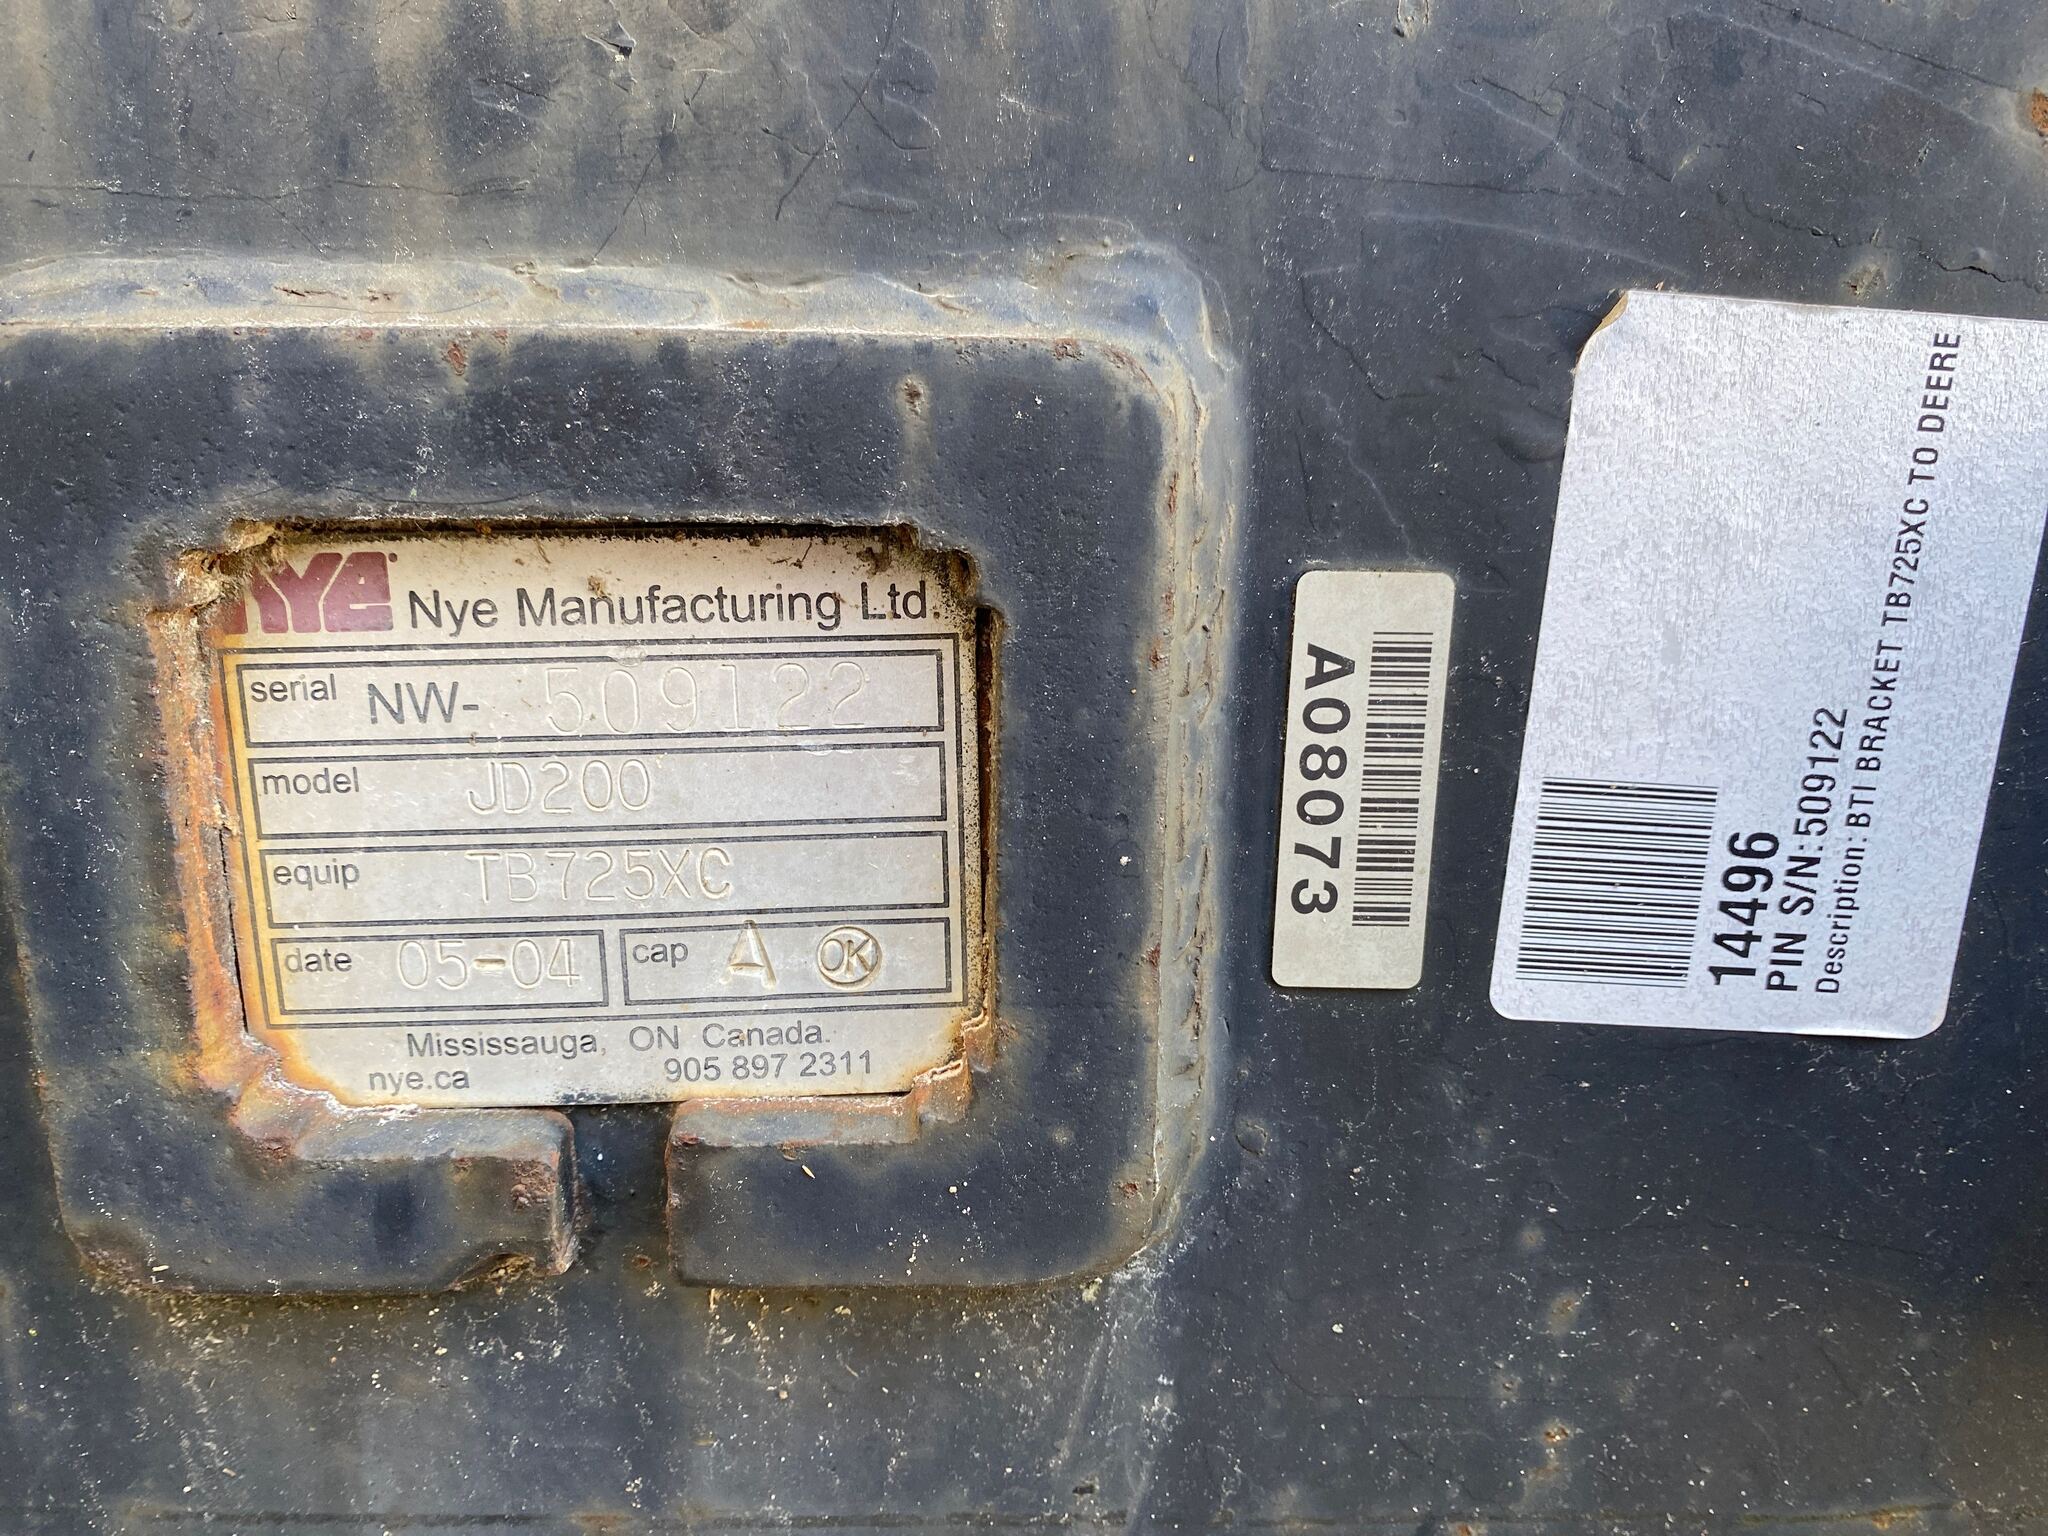 NYE
Nye Manufacturing Ltd.
serial NW- 509122
model JD200
equip TB725XC
date 05-04 cap A OK
Mississauga, ON Canada.
nye.ca 905 897 2311
A08073
14496
PIN S/N:509122
Description: BTI BRACKET TB725XC TO DEERE